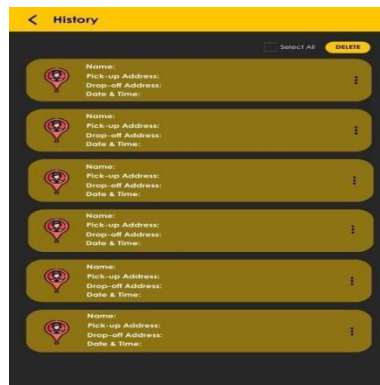 History
Select All DELETE
Name:
Pick-up Address:
Drop-off Address:
Date & Time:
Name:
Pick-up Address:
Drop-off Address:
Date & Time:
Name:
Pick-up Address:
Drop-off Address:
Date & Time:
Name:
Pick-up Address:
Drop-off Address:
Date & Time:
Name:
Pick-up Address:
Drop-off Address:
Date & Time:
Name:
Pick-up Address:
Drop-off Address:
Date & Time: